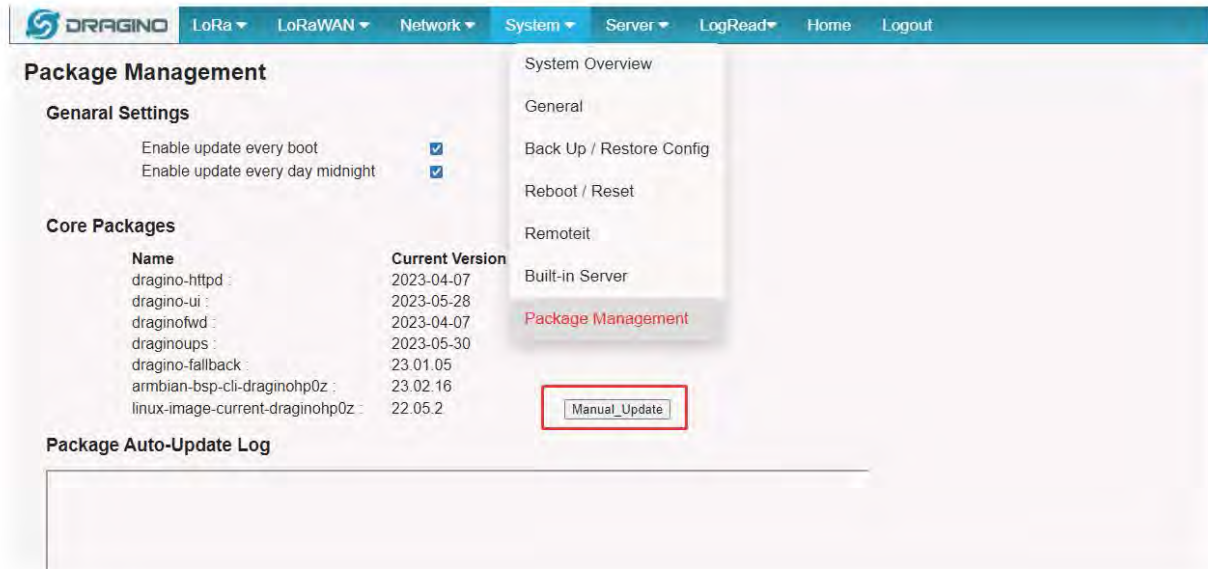 DRAGINO LoRa LoRaWAN Network System Server LogRead Home Logout
Package Management
Genaral Settings
Enable update every boot
Enable update every day midnight
System Overview
General
Back Up / Restore Config
Reboot / Reset
Remoteit
Built-in Server
Package Management
Core Packages
Name Current Version
dragino-httpd : 2023-04-07
dragino-ui : 2023-05-28
draginofwd : 2023-04-07
draginoups : 2023-05-30
dragino-fallback : 23.01.05
armbian-bsp-cli-draginohp0z : 23.02.16
linux-image-current-draginohp0z : 22.05.2 Manual_Update
Package Auto-Update Log